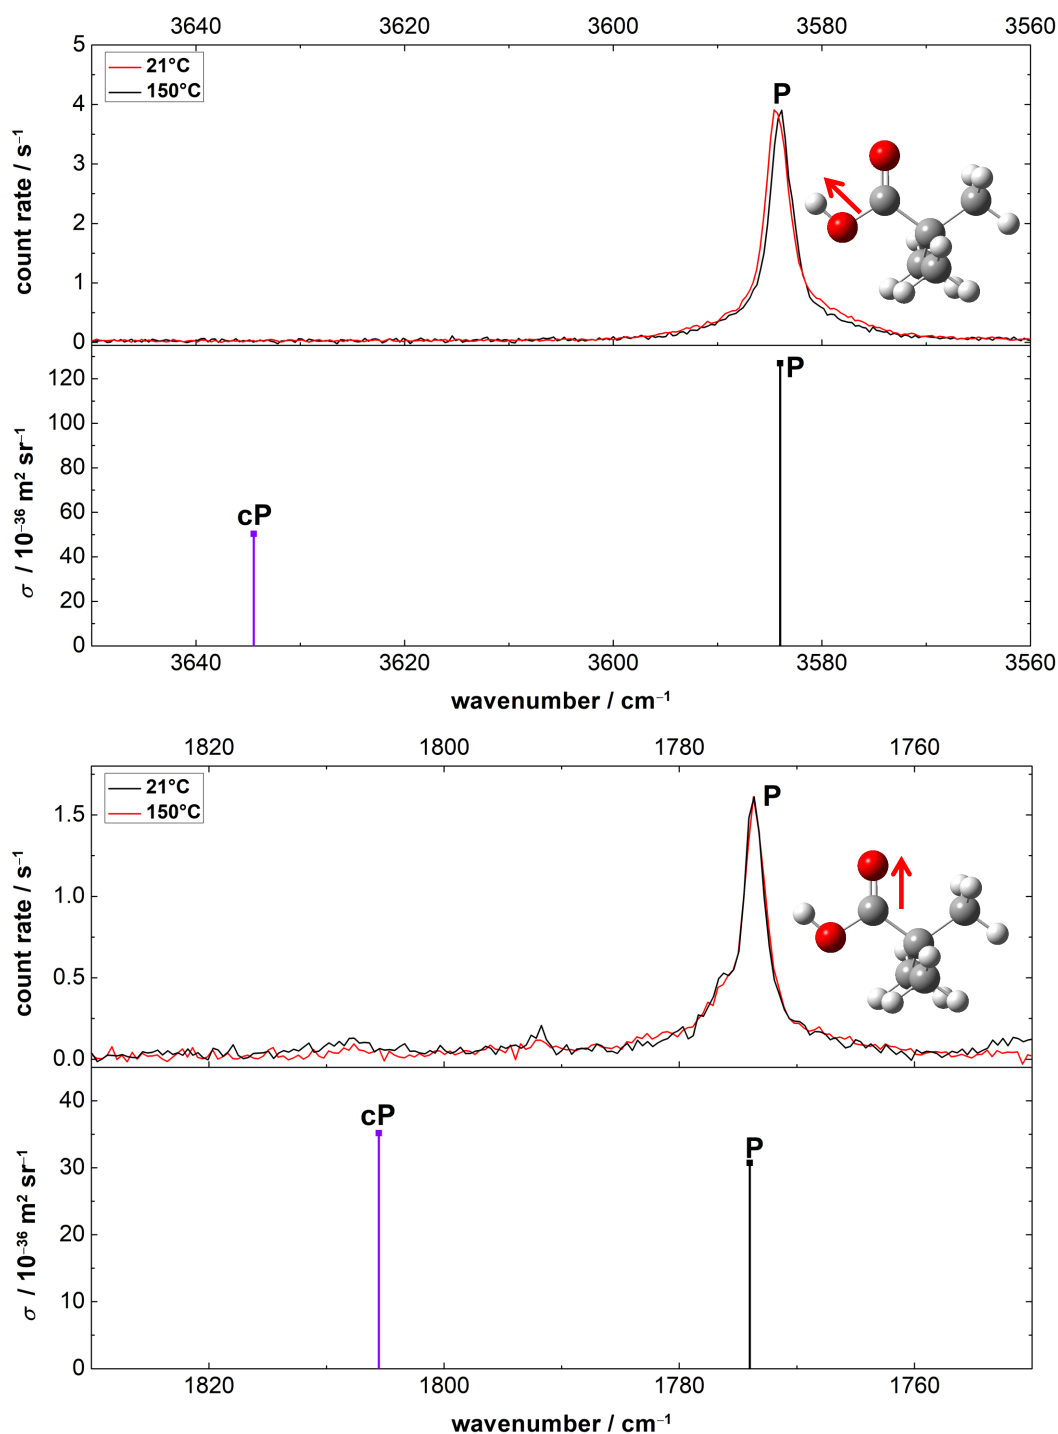 3640 3620 3600 3580 3560
21°C
150°C
P
5
4
3
2
1
0
count rate / s⁻¹
P
cP
120
100
80
60
40
20
0
σ / 10⁻³⁶ m² sr⁻¹
3640 3620 3600 3580 3560
wavenumber / cm⁻¹
1820 1800 1780 1760
21°C
150°C
P
1.5
1.0
0.5
0.0
count rate / s⁻¹
cP
P
40
30
20
10
0
σ / 10⁻³⁶ m² sr⁻¹
1820 1800 1780 1760
wavenumber / cm⁻¹